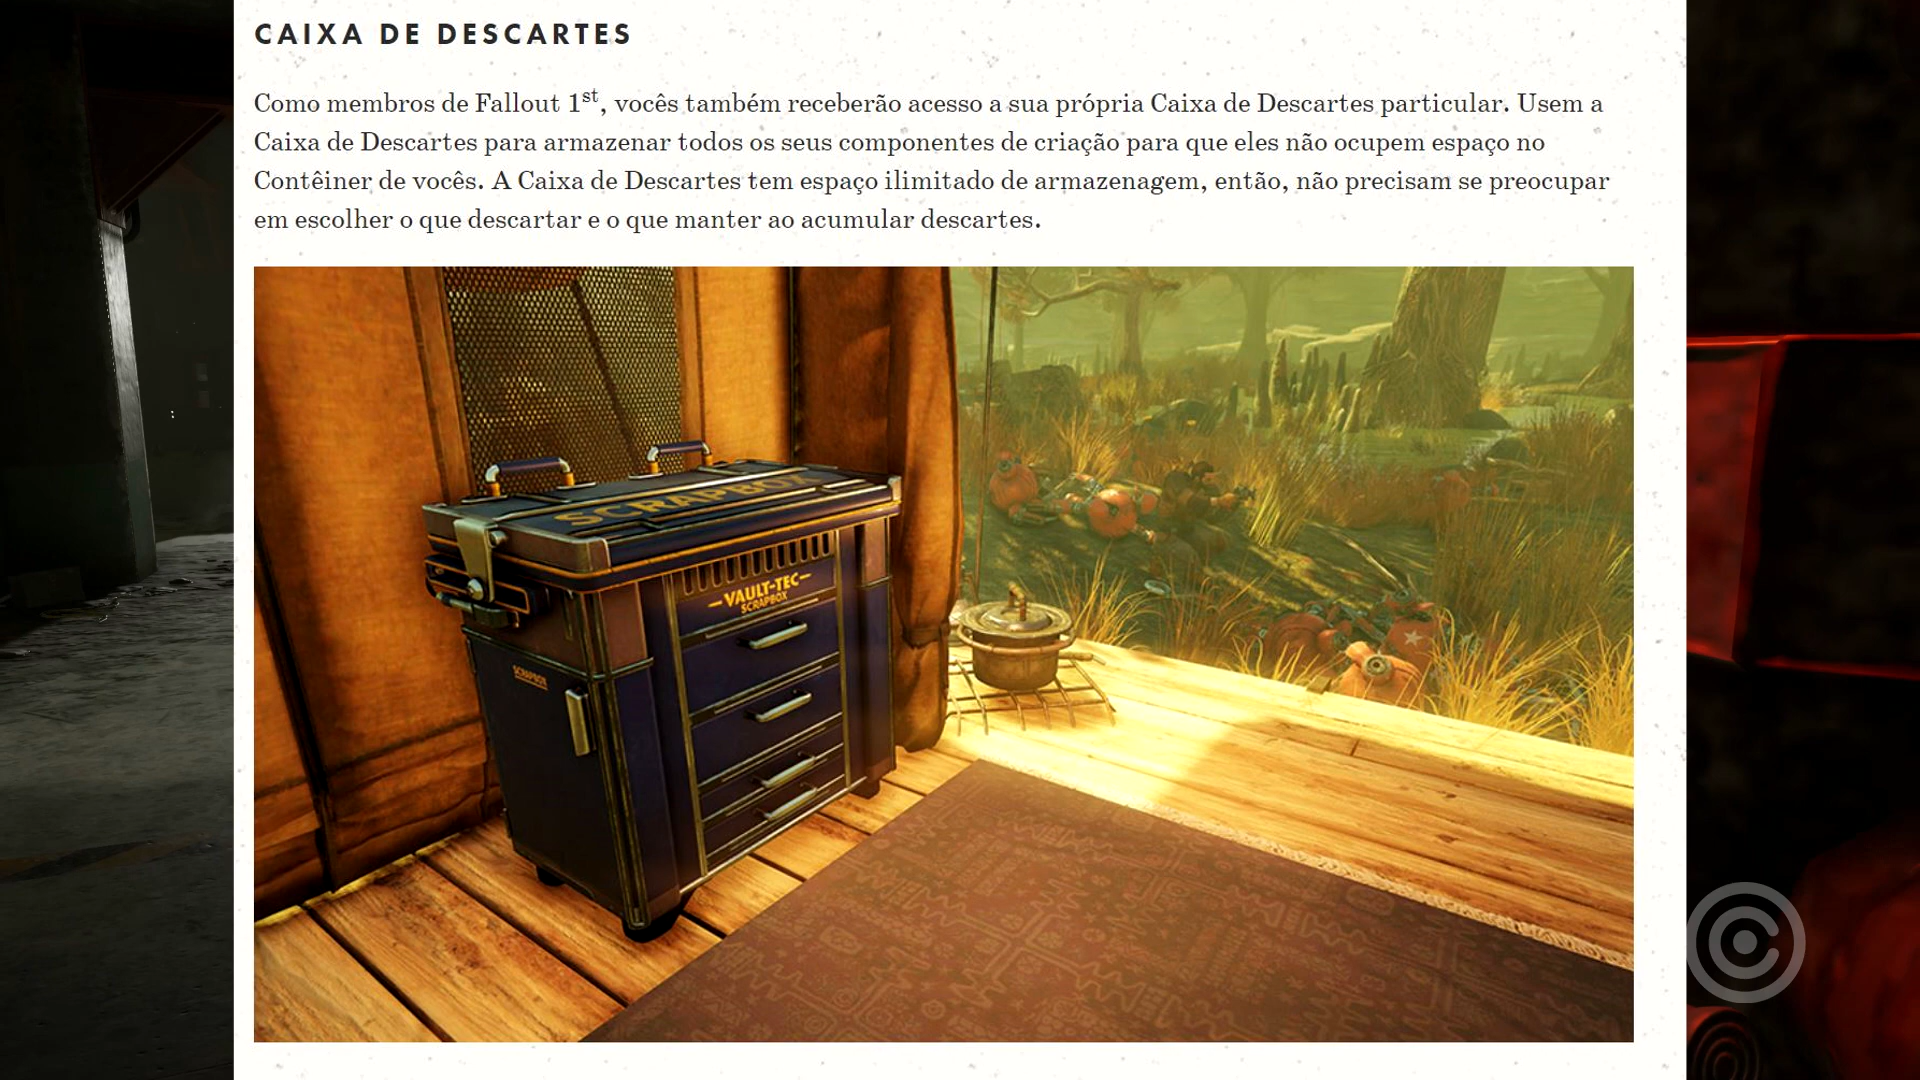 CAIXA DE DESCARTES
Como membros de Fallout 1st, vocês também receberão acesso a sua própria Caixa de Descartes particular. Usem a
Caixa de Descartes para armazenar todos os seus componentes de criação para que eles não ocupem espaço no
Contêiner de vocês. A Caixa de Descartes tem espaço ilimitado de armazenagem, então, não precisam se preocupar
em escolher o que descartar e o que manter ao acumular descartes.
SCRAPBOX
VAULT-TEC
SCRAPBOX
SCRAPBOX